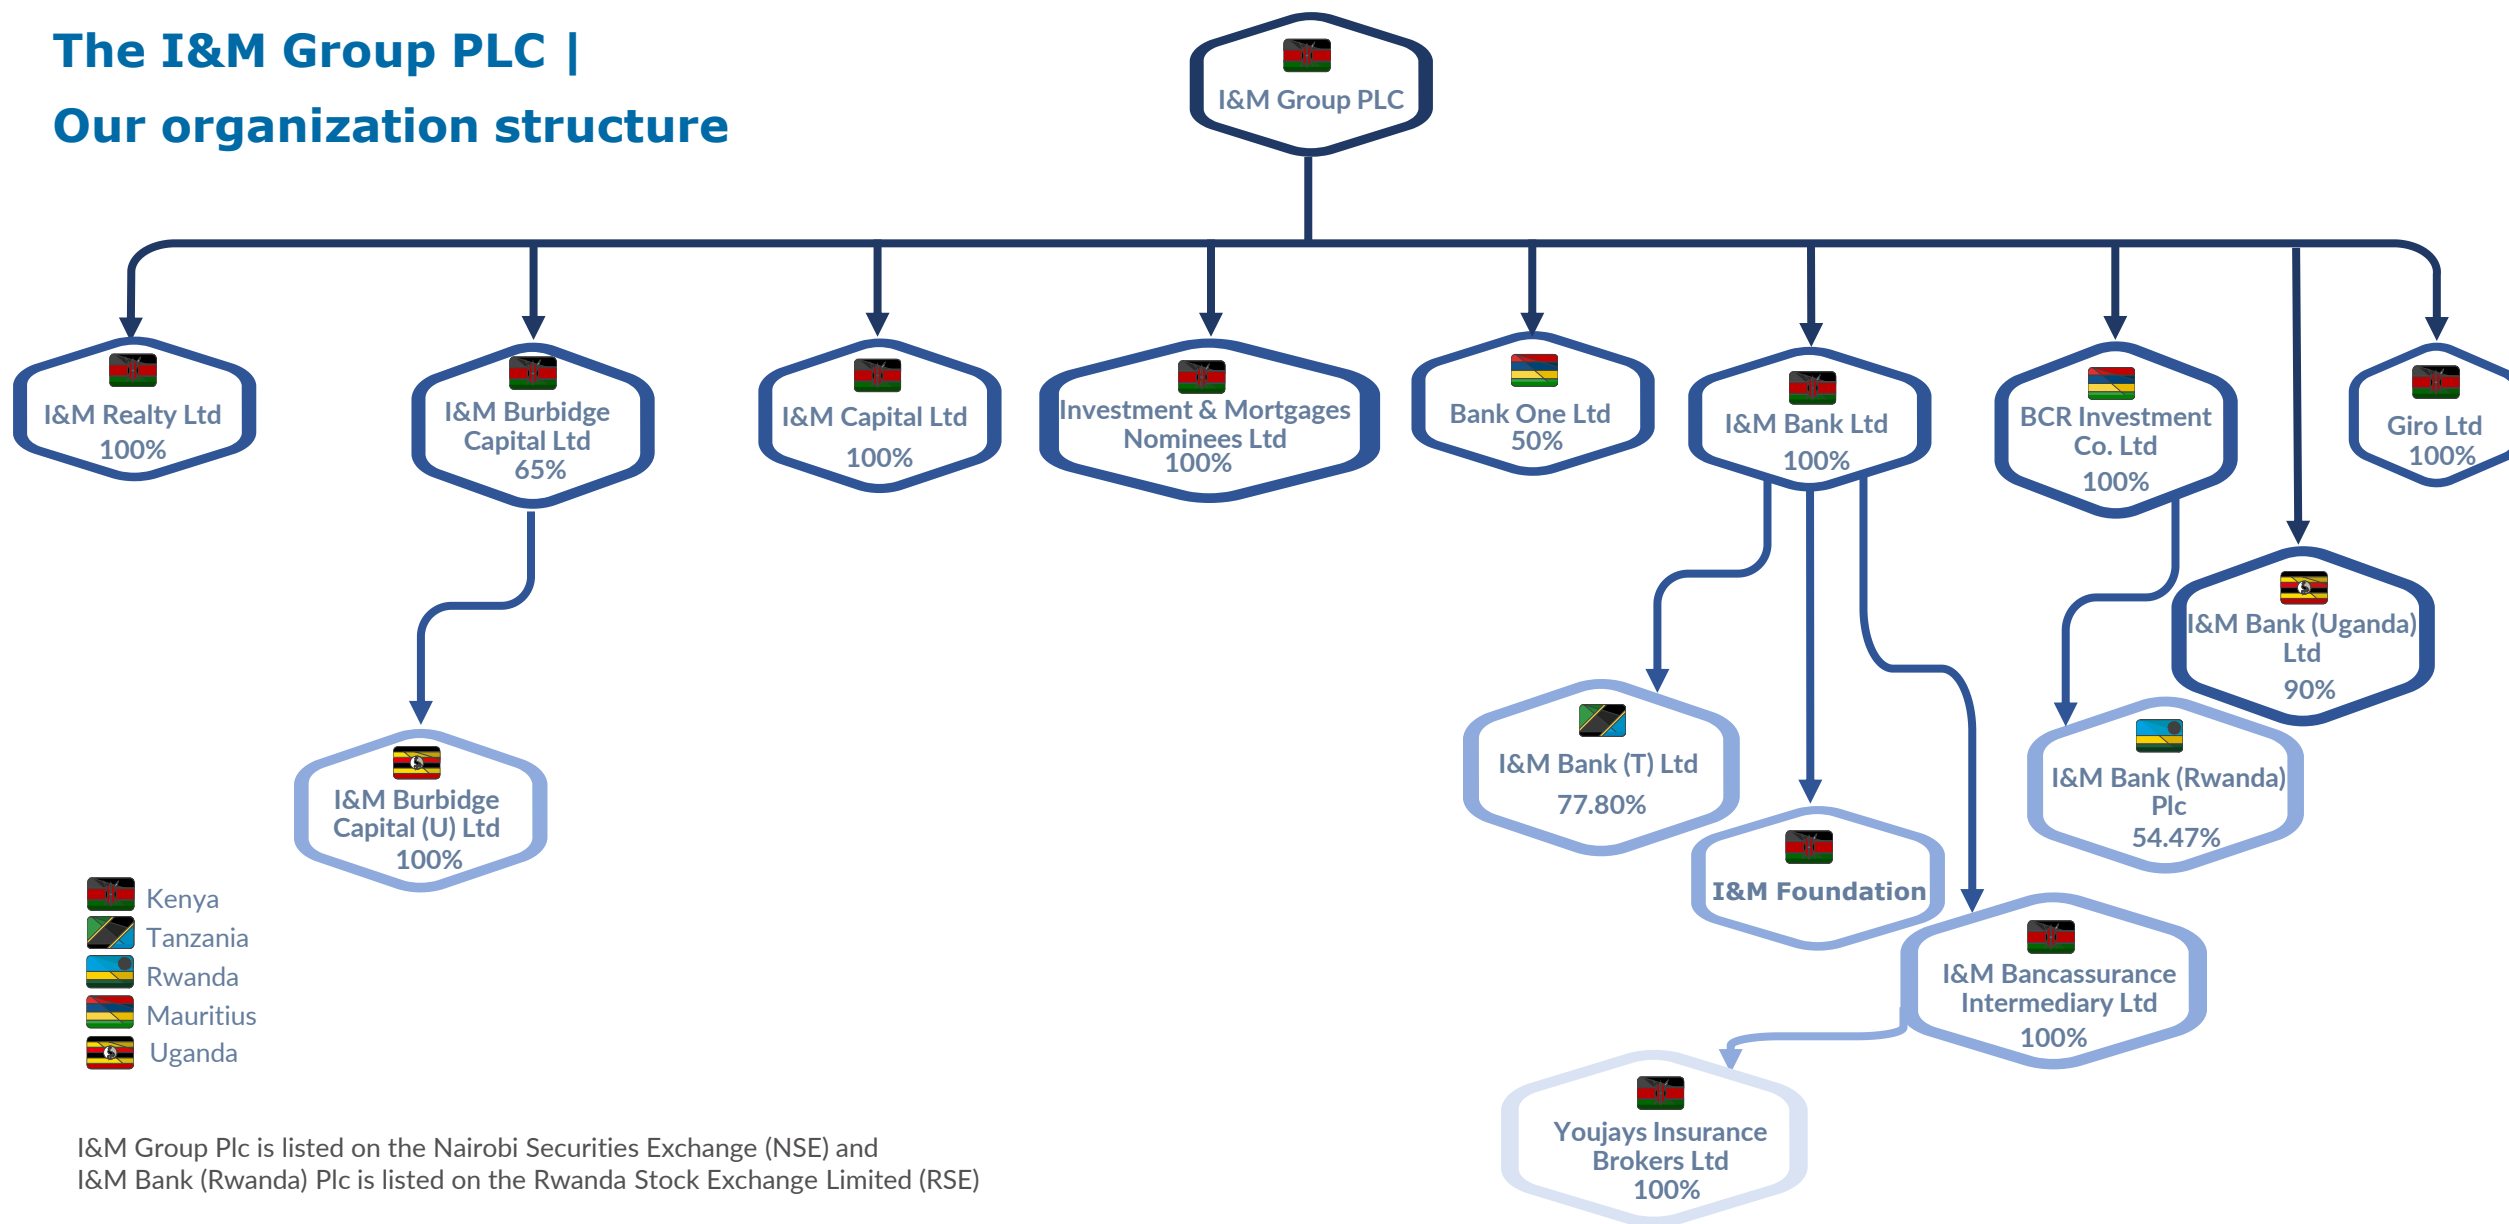 The I&M Group PLC |
Our organization structure
I&M Group PLC
I&M Realty Ltd
100%
I&M Burbidge
Capital Ltd
65%
I&M Capital Ltd
100%
Investment & Mortgages
Nominees Ltd
100%
Bank One Ltd
50%
I&M Bank Ltd
100%
BCR Investment
Co. Ltd
100%
Giro Ltd
100%
I&M Bank (Uganda)
Ltd
90%
I&M Burbidge
Capital (U) Ltd
100%
I&M Bank (T) Ltd
77.80%
I&M Foundation
I&M Bank (Rwanda)
Plc
54.47%
I&M Bancassurance
Intermediary Ltd
100%
Youjays Insurance
Brokers Ltd
100%
Kenya
Tanzania
Rwanda
Mauritius
Uganda
I&M Group Plc is listed on the Nairobi Securities Exchange (NSE) and
I&M Bank (Rwanda) Plc is listed on the Rwanda Stock Exchange Limited (RSE)